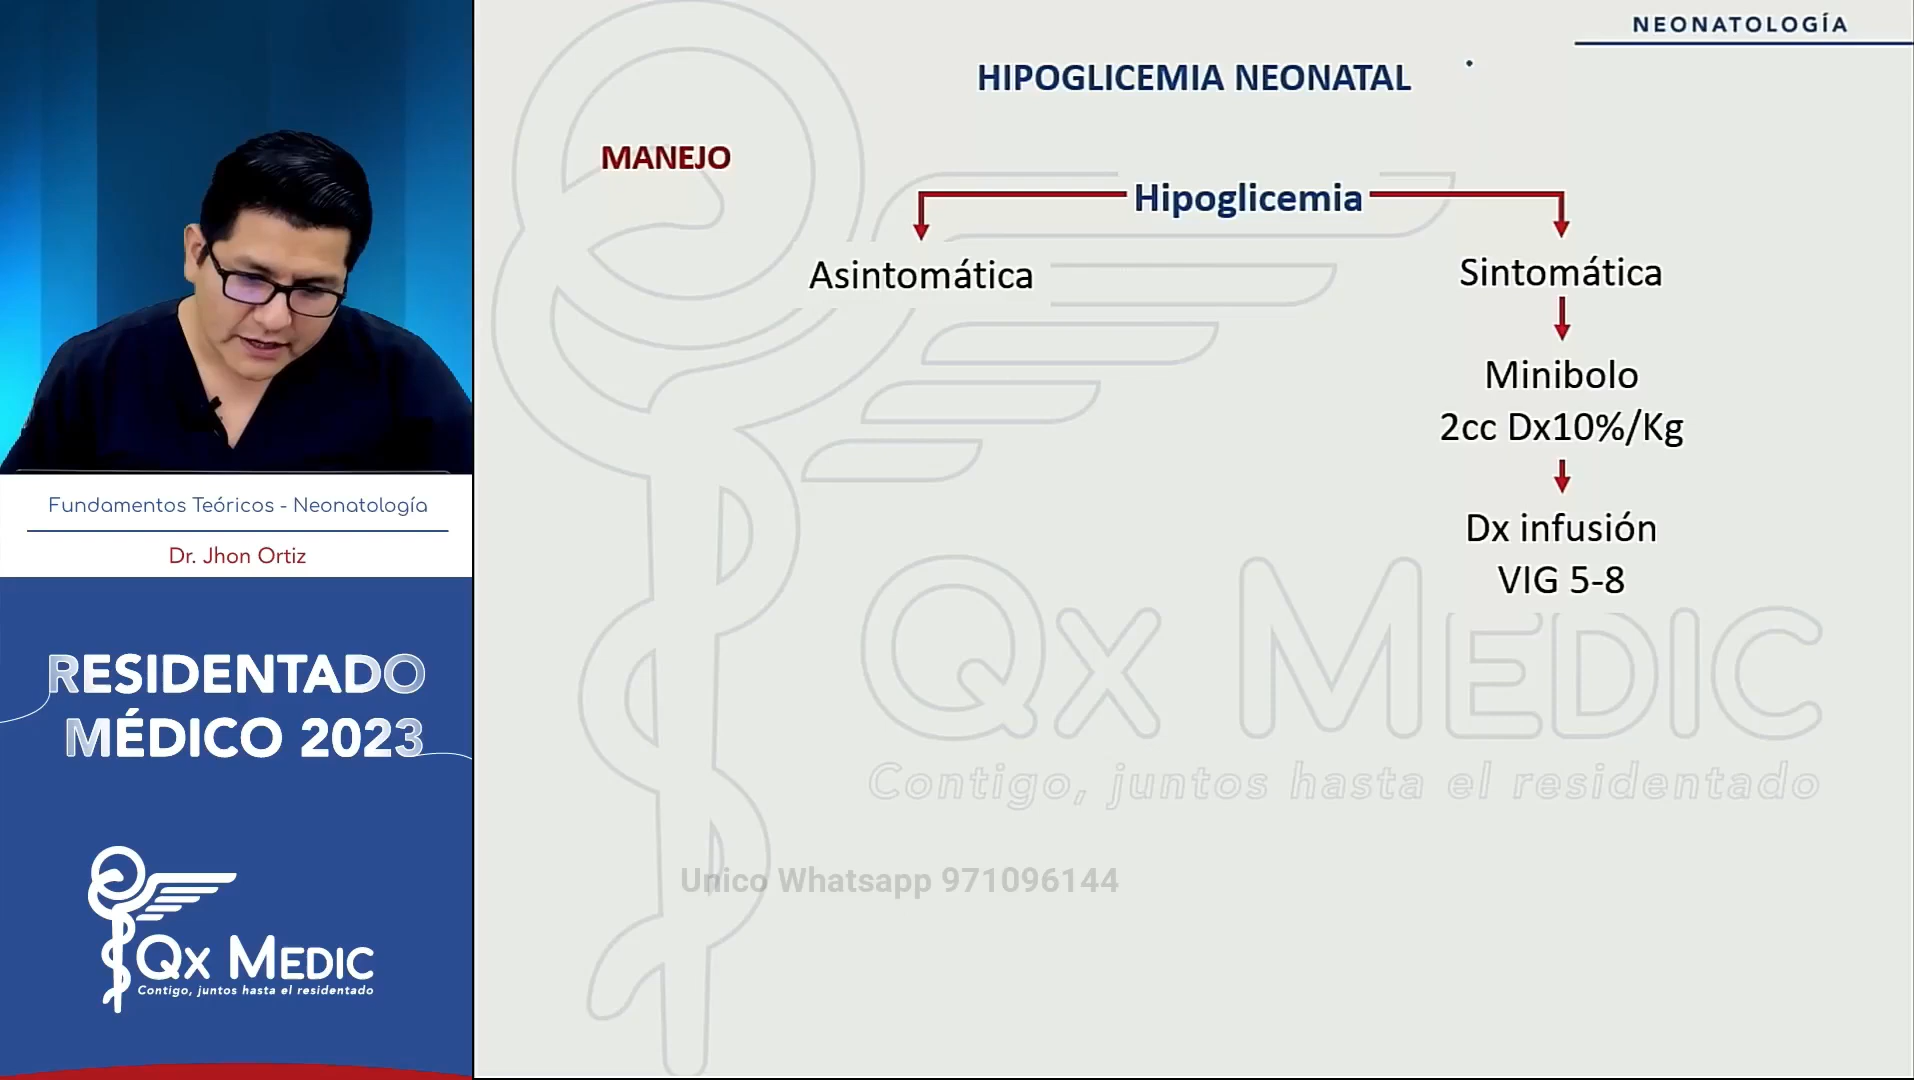 NEONATOLOGÍA
HIPOGLICEMIA NEONATAL
MANEJO
Hipoglicemia
Asintomática
Sintomática
Minibolo
2cc Dx10%/Kg
Dx infusión
VIG 5-8
Qx MEDIC
Contigo, juntos hasta el residentado
Unico Whatsapp 971096144
Fundamentos Teóricos - Neonatología
Dr. Jhon Ortiz
RESIDENTADO
MÉDICO 2023
Qx MEDIC
Contigo, juntos hasta el residentado